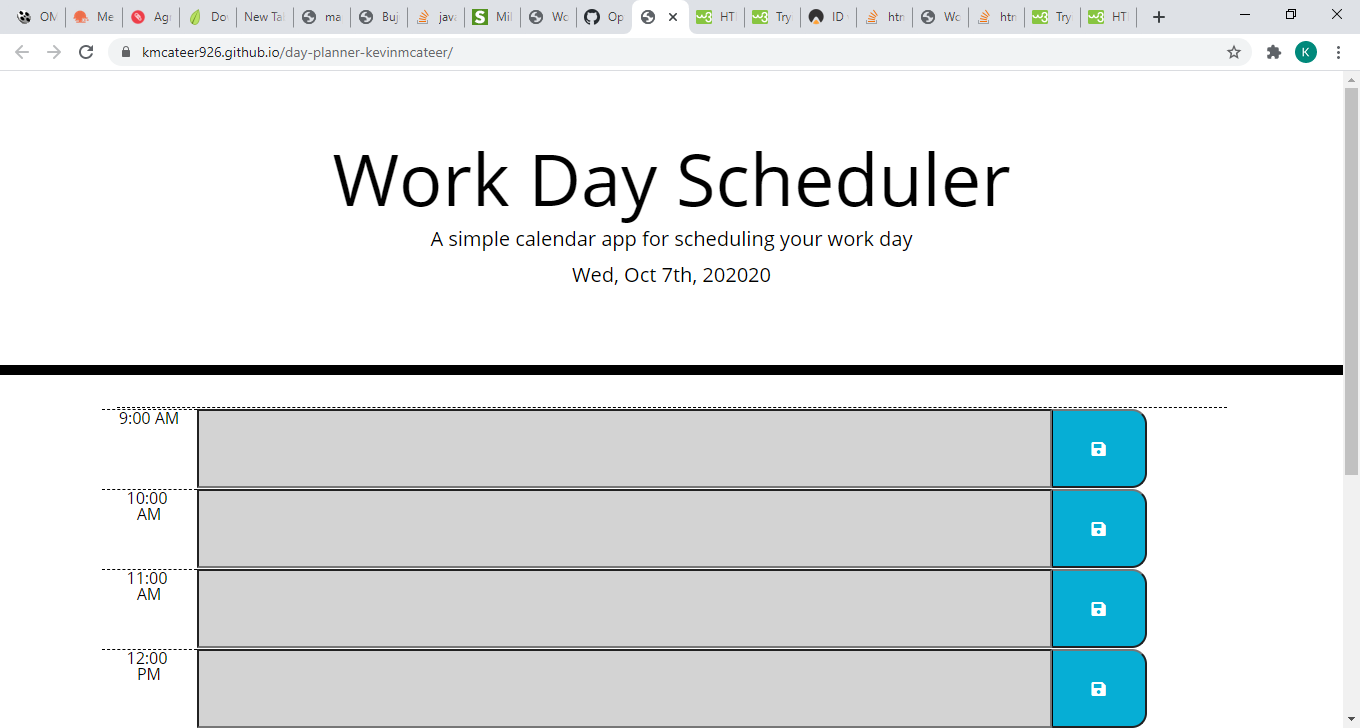 OM
Me
Agi
Do
New Tal
ma
Buj
java
Mil
Wc
Op
HTI
Try
ID
htn
Wc
htn
Try
HTI
kmcateer926.github.io/day-planner-kevinmcateer/
K
Work Day Scheduler
A simple calendar app for scheduling your work day
Wed, Oct 7th, 202020
9:00 AM
10:00
AM
11:00
AM
12:00
PM